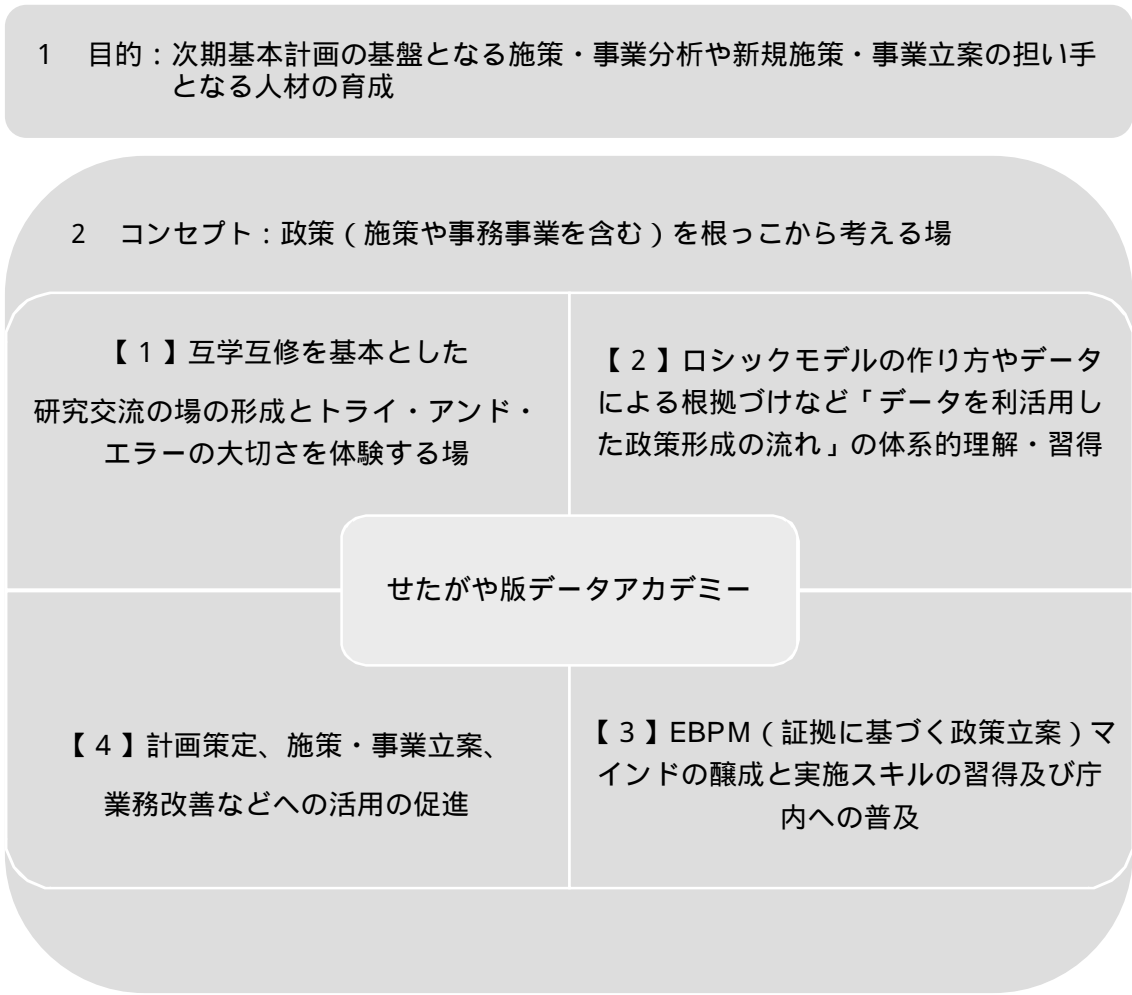 1 目的：次期基本計画の基盤となる施策・事業分析や新規施策・事業立案の担い手
となる人材の育成
2 コンセプト：政策（施策や事務事業を含む）を根っこから考える場
【1】互学互修を基本とした
研究交流の場の形成とトライ・アンド・
エラーの大切さを体験する場
【2】ロシックモデルの作り方やデータ
による根拠づけなど「データを利活用し
た政策形成の流れ」の体系的理解・習得
せたがや版データアカデミー
【4】計画策定、施策・事業立案、
業務改善などへの活用の促進
【3】EBPM（証拠に基づく政策立案）マ
インドの醸成と実施スキルの習得及び庁
内への普及